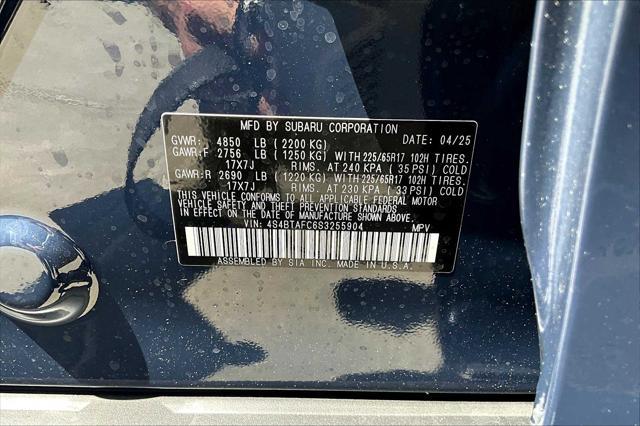 MFD BY SUBARU CORPORATION DATE: 04/25
GVWR: 4850 LB (2200 KG)
GAWR:F 2756 LB (1250 KG) WITH 225/65R17 102H TIRES.
17X7J RIMS. AT 240 KPA (35 PSI) COLD
GAWR:R 2690 LB (1220 KG) WITH 225/65R17 102H TIRES.
17X7J RIMS. AT 230 KPA (33 PSI) COLD
THIS VEHICLE CONFORMS TO ALL APPLICABLE FEDERAL MOTOR
VEHICLE SAFETY AND THEFT PREVENTION STANDARDS
IN EFFECT ON THE DATE OF MANUFACTURE SHOWN ABOVE.
VIN: 4S4BTAFC6S3255904 MPV
ASSEMBLED BY SIA INC. MADE IN U.S.A.